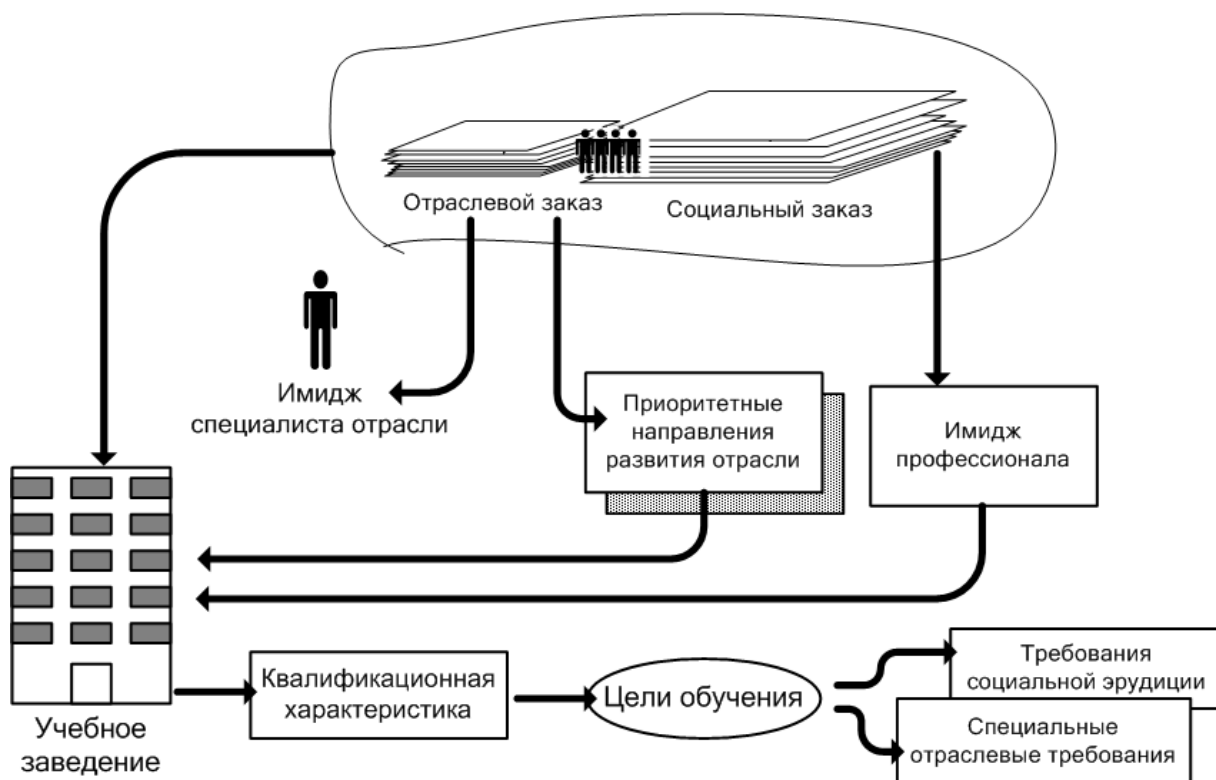 Отраслевой заказ
Социальный заказ
Имидж
специалиста отрасли
Приоритетные
направления
развития отрасли
Имидж
профессионала
Учебное
заведение
Квалификационная
характеристика
Цели обучения
Требования
социальной эрудиции
Специальные
отраслевые требования